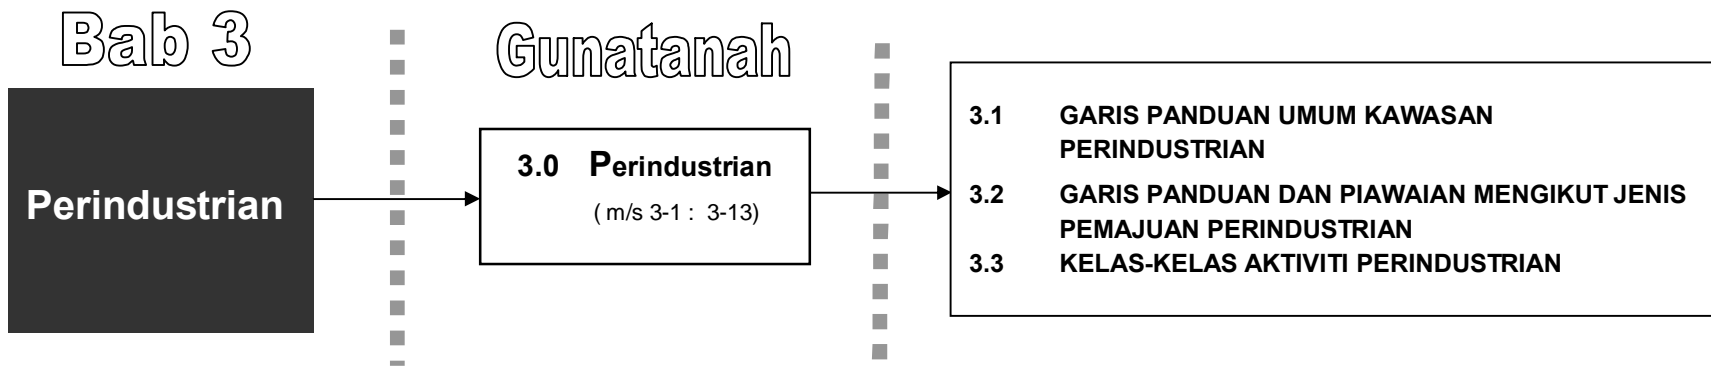 Bab 3
Perindustrian
Gunatanah
3.0 Perindustrian
( m/s 3-1 : 3-13)
3.1 GARIS PANDUAN UMUM KAWASAN
PERINDUSTRIAN
3.2 GARIS PANDUAN DAN PIAWAIAN MENGIKUT JENIS
PEMAJUAN PERINDUSTRIAN
3.3 KELAS-KELAS AKTIVITI PERINDUSTRIAN